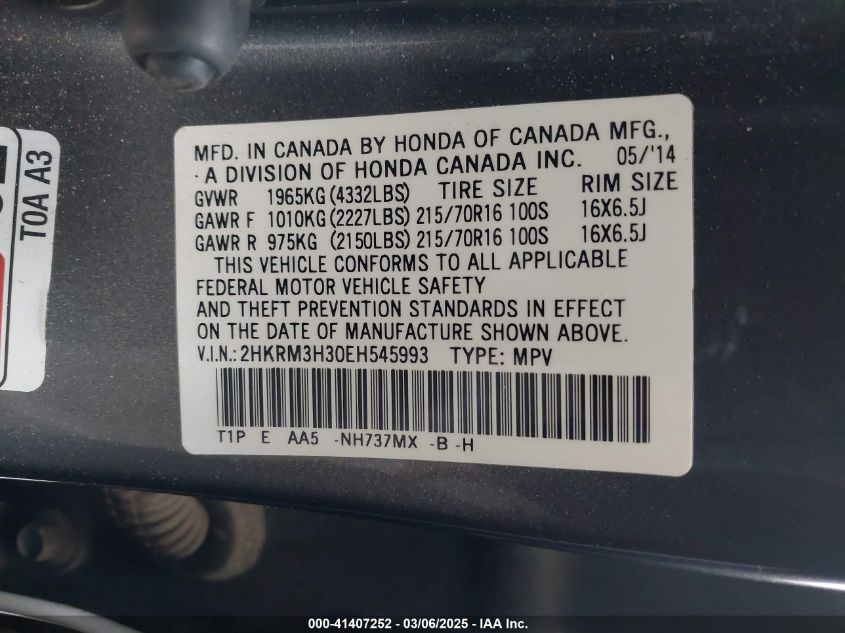 MFD. IN CANADA BY HONDA OF CANADA MFG.,
A DIVISION OF HONDA CANADA INC. 05/'14
GVWR 1965KG (4332LBS) TIRE SIZE RIM SIZE
GAWR F 1010KG (2227LBS) 215/70R16 100S 16X6.5J
GAWR R 975KG (2150LBS) 215/70R16 100S 16X6.5J
THIS VEHICLE CONFORMS TO ALL APPLICABLE
FEDERAL MOTOR VEHICLE SAFETY
AND THEFT PREVENTION STANDARDS IN EFFECT
ON THE DATE OF MANUFACTURE SHOWN ABOVE.
V.I.N.: 2HKRM3H30EH545993 TYPE: MPV
T1P E AA5 -NH737MX -B -H
TOA A3
000-41407252 - 03/06/2025 - IAA Inc.